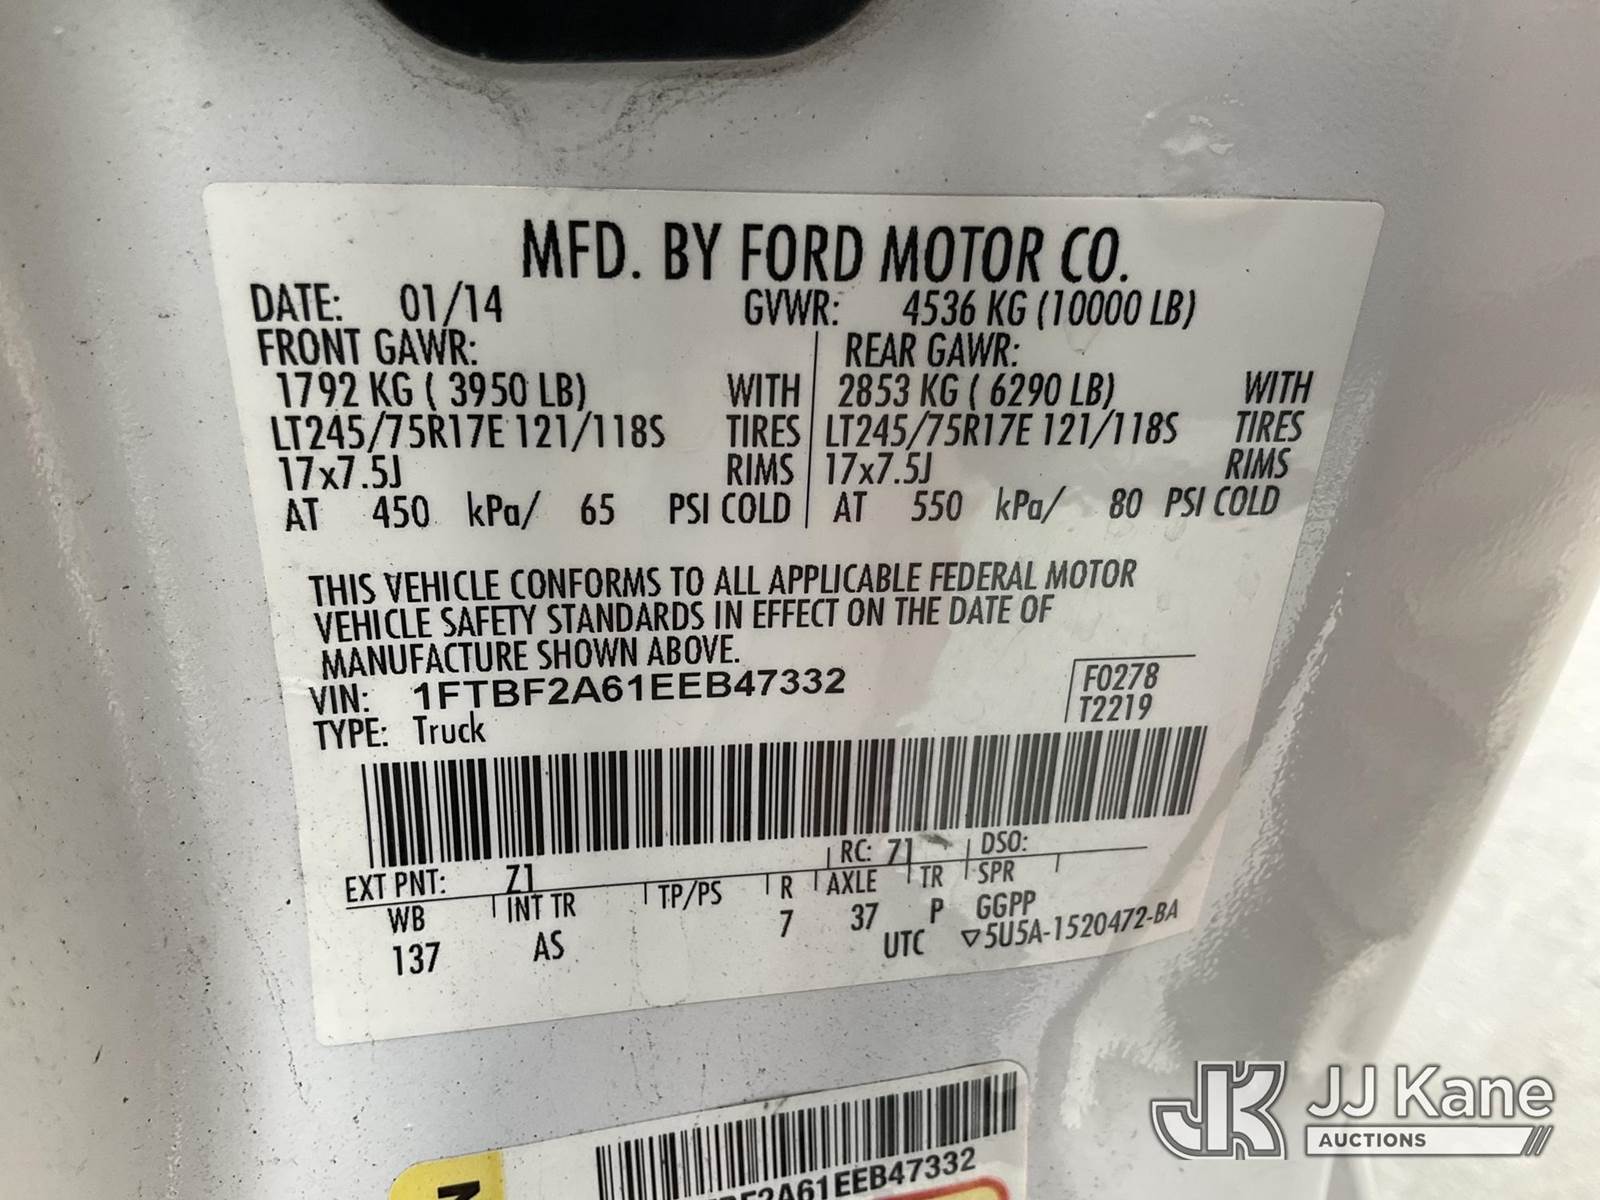 MFD. BY FORD MOTOR CO.
DATE: 01/14 GVWR: 4536 KG (10000 LB)
FRONT GAWR: REAR GAWR:
1792 KG ( 3950 LB) WITH 2853 KG ( 6290 LB) WITH
LT245/75R17E 121/118S TIRES LT245/75R17E 121/118S TIRES
17x7.5J RIMS 17x7.5J RIMS
AT 450 kPa/ 65 PSI COLD AT 550 kPa/ 80 PSI COLD
THIS VEHICLE CONFORMS TO ALL APPLICABLE FEDERAL MOTOR
VEHICLE SAFETY STANDARDS IN EFFECT ON THE DATE OF
MANUFACTURE SHOWN ABOVE.
VIN: 1FTBF2A61EEB47332
F0278
TYPE: Truck
T2219
EXT PNT: Z1 RC: 71 DSO:
WB INT TR TP/PS R AXLE TR SPR
137 AS 7 37 P GGPP
UTC ▽5U5A-1520472-BA
BF2A61EEB47332
JK JJ Kane
AUCTIONS